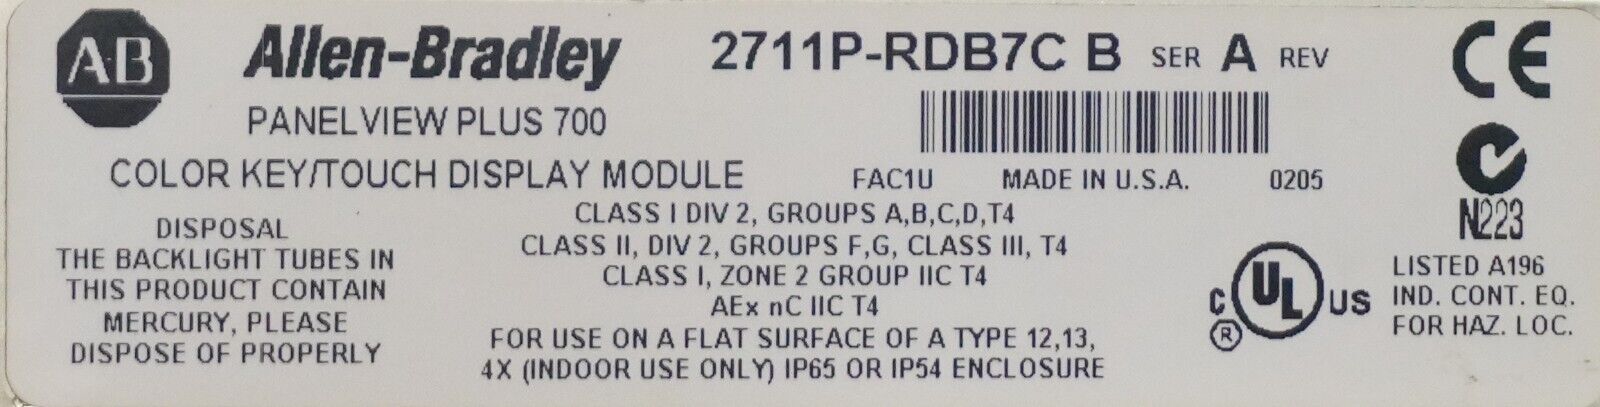 AB Allen-Bradley 2711P-RDB7C B SER A REV CE
PANELVIEW PLUS 700
COLOR KEY/TOUCH DISPLAY MODULE
FAC1U MADE IN U.S.A. 0205
N223
DISPOSAL
THE BACKLIGHT TUBES IN
THIS PRODUCT CONTAIN
MERCURY, PLEASE
DISPOSE OF PROPERLY
CLASS I DIV 2, GROUPS A,B,C,D,T4
CLASS II, DIV 2, GROUPS F,G, CLASS III, T4
CLASS I, ZONE 2 GROUP IIC T4
AEx nC IIC T4
FOR USE ON A FLAT SURFACE OF A TYPE 12,13,
4X (INDOOR USE ONLY) IP65 OR IP54 ENCLOSURE
C UL US
®
LISTED A196
IND. CONT. EQ.
FOR HAZ. LOC.